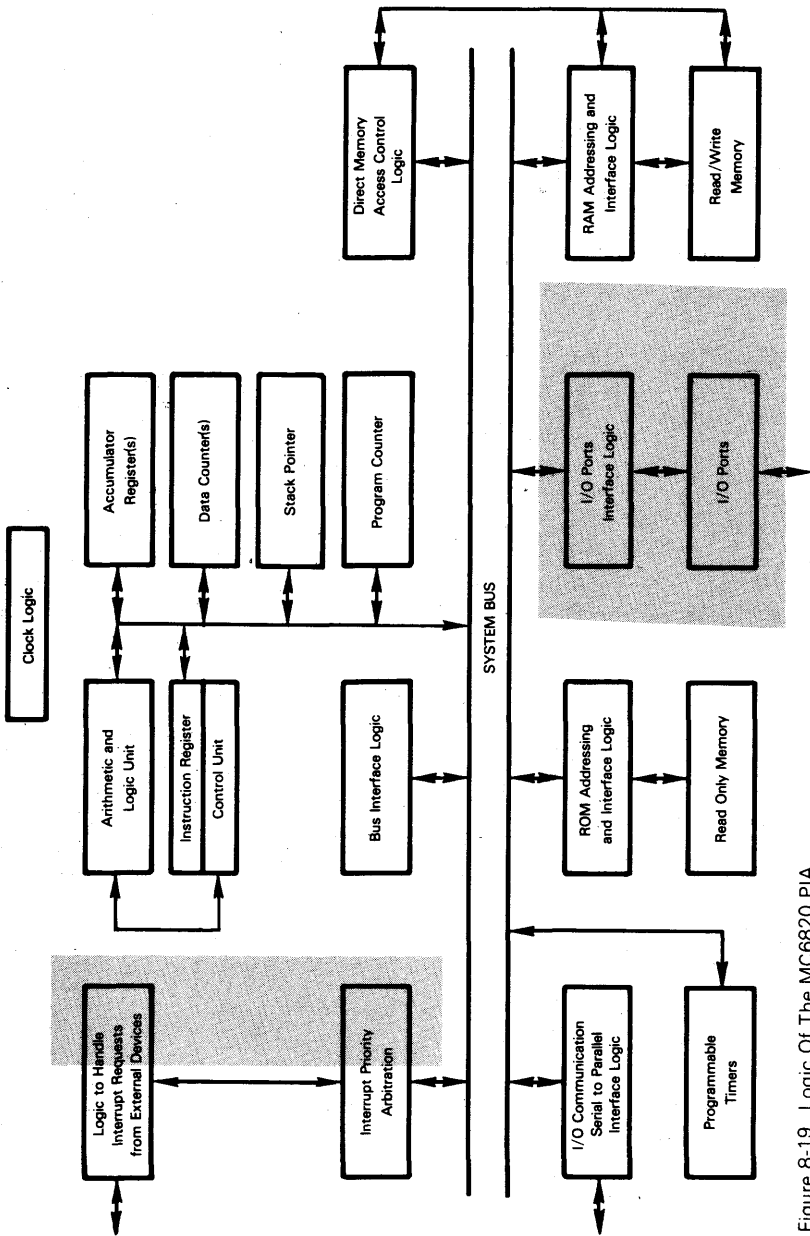 Clock Logic
Logic to Handle
Interrupt Requests
from External Devices
Arithmetic and
Logic Unit
Accumulator
Register(s)
Instruction Register
Control Unit
Data Counter(s)
Stack Pointer
Interrupt Priority
Arbitration
Bus Interface Logic
Program Counter
Direct Memory
Access Control
Logic
SYSTEM BUS
I/O Communication
Serial to Parallel
Interface Logic
ROM Addressing
and Interface Logic
I/O Ports
Interface Logic
RAM Addressing and
Interface Logic
Programmable
Timers
Read Only Memory
I/O Ports
Read/Write
Memory
Figure 8-19. Logic Of The MC6820 PIA